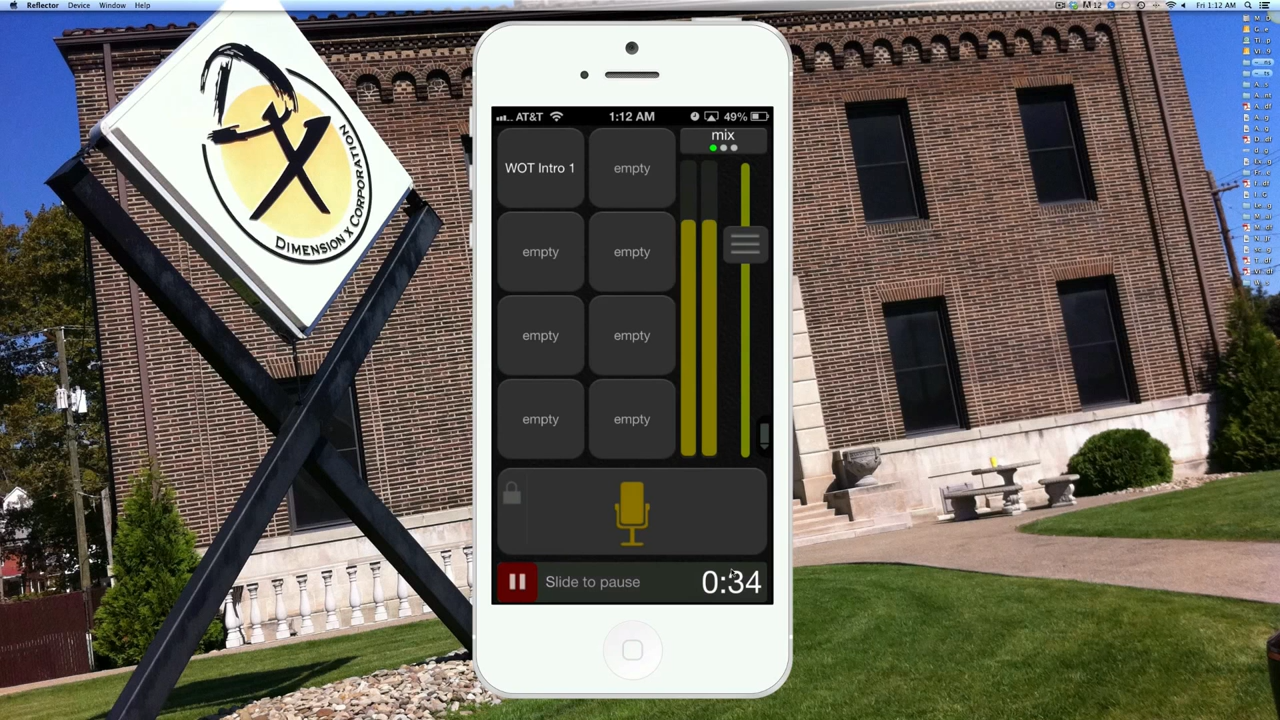 Reflector Device Window Help
12 Fri 1:12 AM
DIMENSION X CORPORATION
AT&T 1:12 AM 49%
mix
WOT Intro 1 empty
empty empty
empty empty
empty empty
Slide to pause 0:34